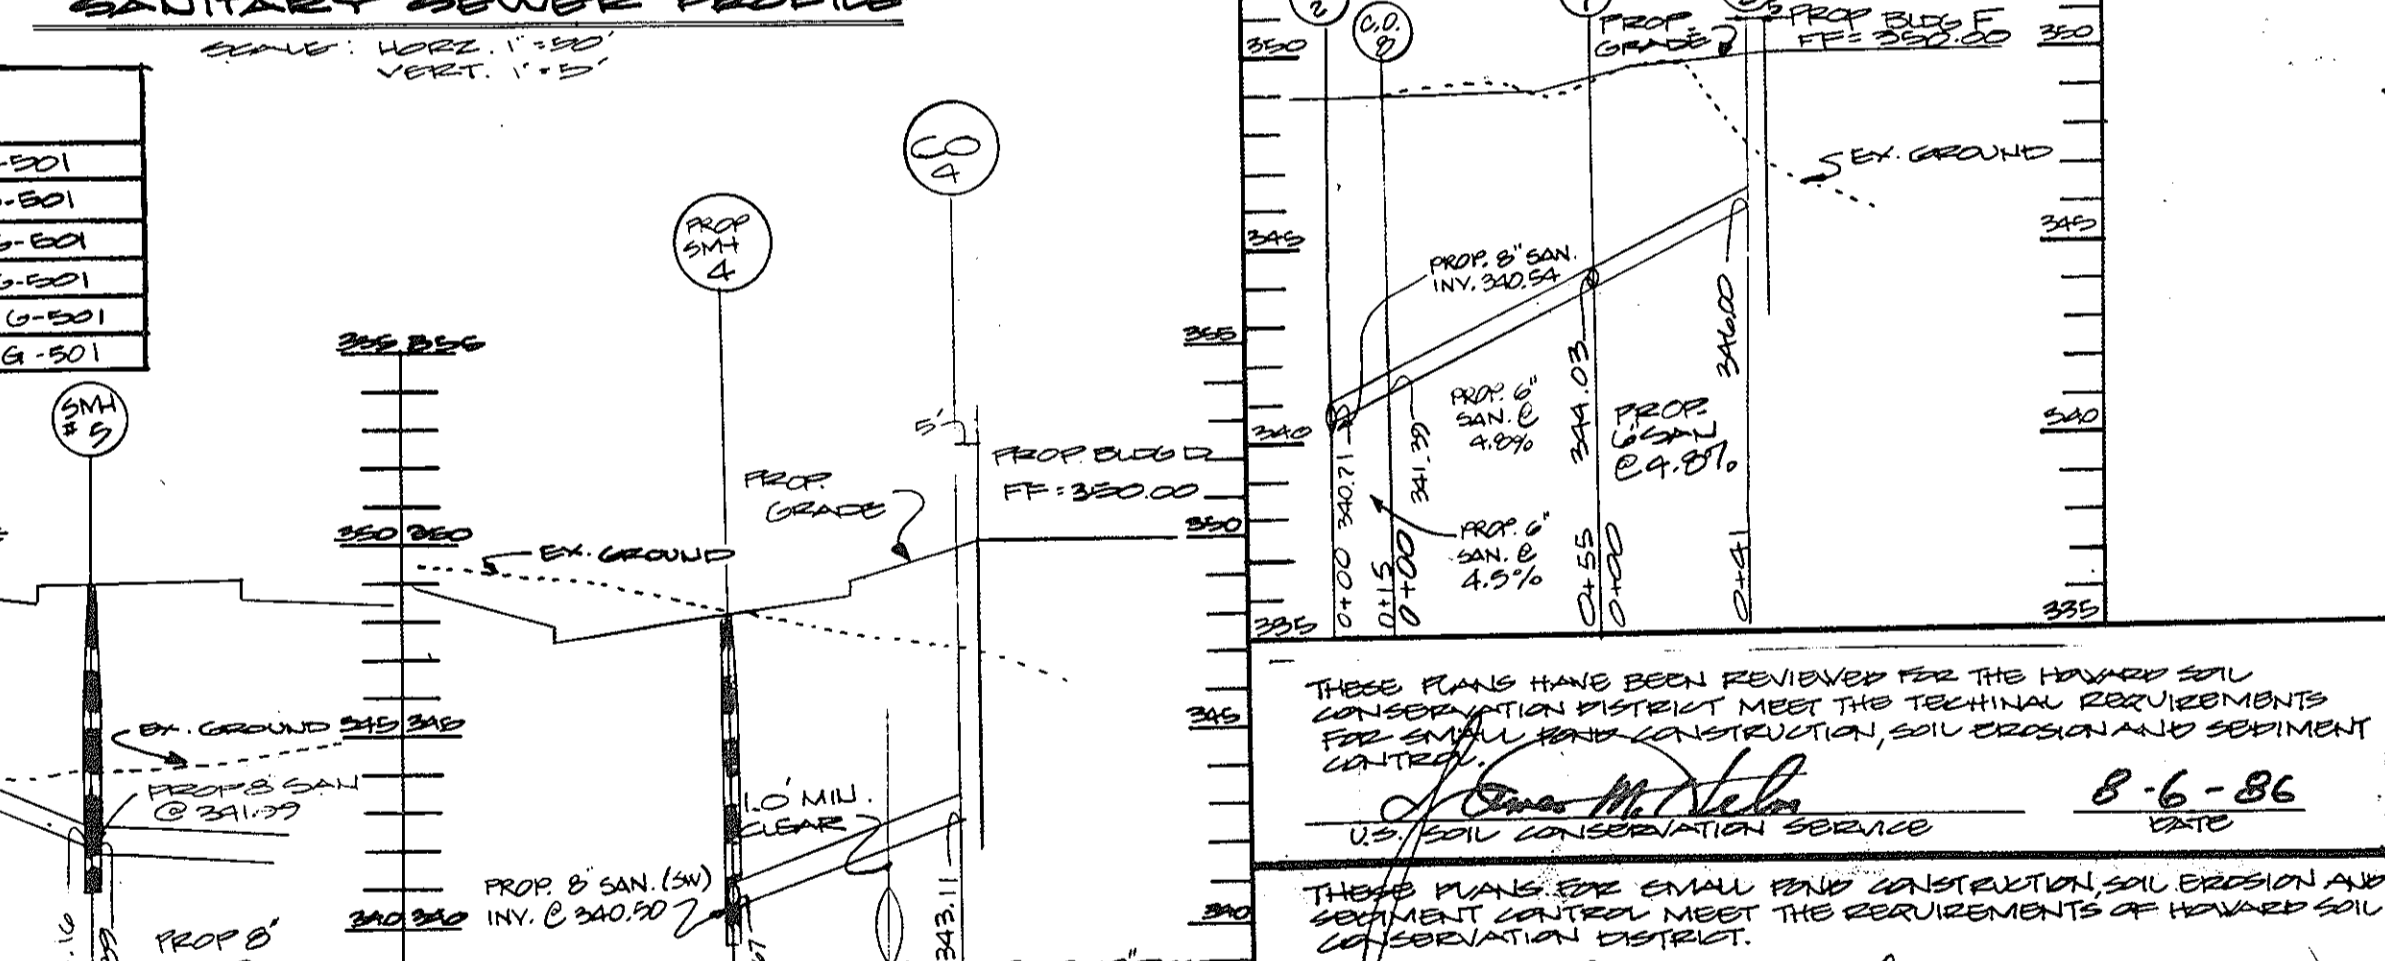 SANITARY SEWER PROFILE
SCALE: HORZ. 1"=50'
VERT. 1"=5'
-501
-501
G-501
G-501
G-501
G-501
SMH
#5
EX. GROUND
PROP 8" SAN
@ 341.99
PROP 8"
355 355
350 350
345 345
340 340
EX. GROUND
PROP
SMH
4
CO
4
5'
PROP.
GRADE
PROP. BLDG D
FF=350.00
1.0' MIN.
CLEAR
PROP. 8" SAN. (SW)
INV. @ 340.50
343.11
355
350
345
340
2
C.O.
8
350
345
340
335
PROP
GRADE
PROP BLDG F
FF=350.00
EX. GROUND
PROP. 8" SAN.
INV. 340.54
PROP. 6"
SAN. @
4.8%
PROP. 6"
SAN. @
4.5%
PROP.
6" SAN
@ 4.8%
0+00 340.71
0+15
0+00
341.39
0+55
344.03
0+00
0+41
346.00
350
345
340
335
THESE PLANS HAVE BEEN REVIEWED FOR THE HOWARD SOIL
CONSERVATION DISTRICT MEET THE TECHINAL REQUIREMENTS
FOR SMALL POND CONSTRUCTION, SOIL EROSION AND SEDIMENT
CONTROL.
8-6-86
U.S. SOIL CONSERVATION SERVICE
DATE
THESE PLANS FOR SMALL POND CONSTRUCTION, SOIL EROSION AND
SEDIMENT CONTROL MEET THE REQUIREMENTS OF HOWARD SOIL
CONSERVATION DISTRICT.